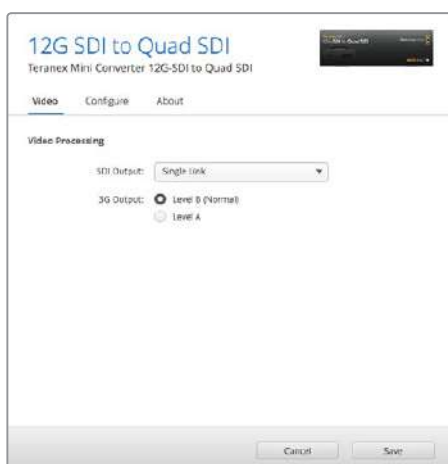 12G SDI to Quad SDI
Teranex Mini Converter 12G-SDI to Quad SDI
Video Configure About
Video Processing
SDI Output: Single Link
3G Output: Level B (Normal)
Level A
Cancel Save